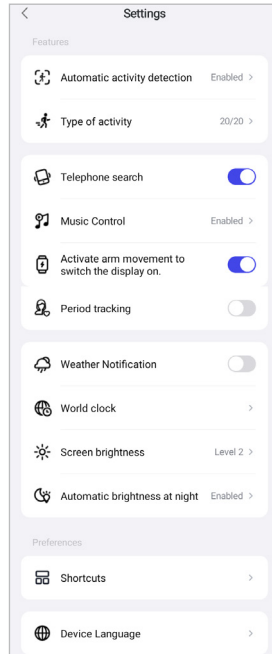 Settings
Features
Automatic activity detection Enabled >
Type of activity 20/20 >
Telephone search
Music Control Enabled >
Activate arm movement to
switch the display on.
Period tracking
Weather Notification
World clock >
Screen brightness Level 2 >
Automatic brightness at night Enabled >
Preferences
Shortcuts >
Device Language >